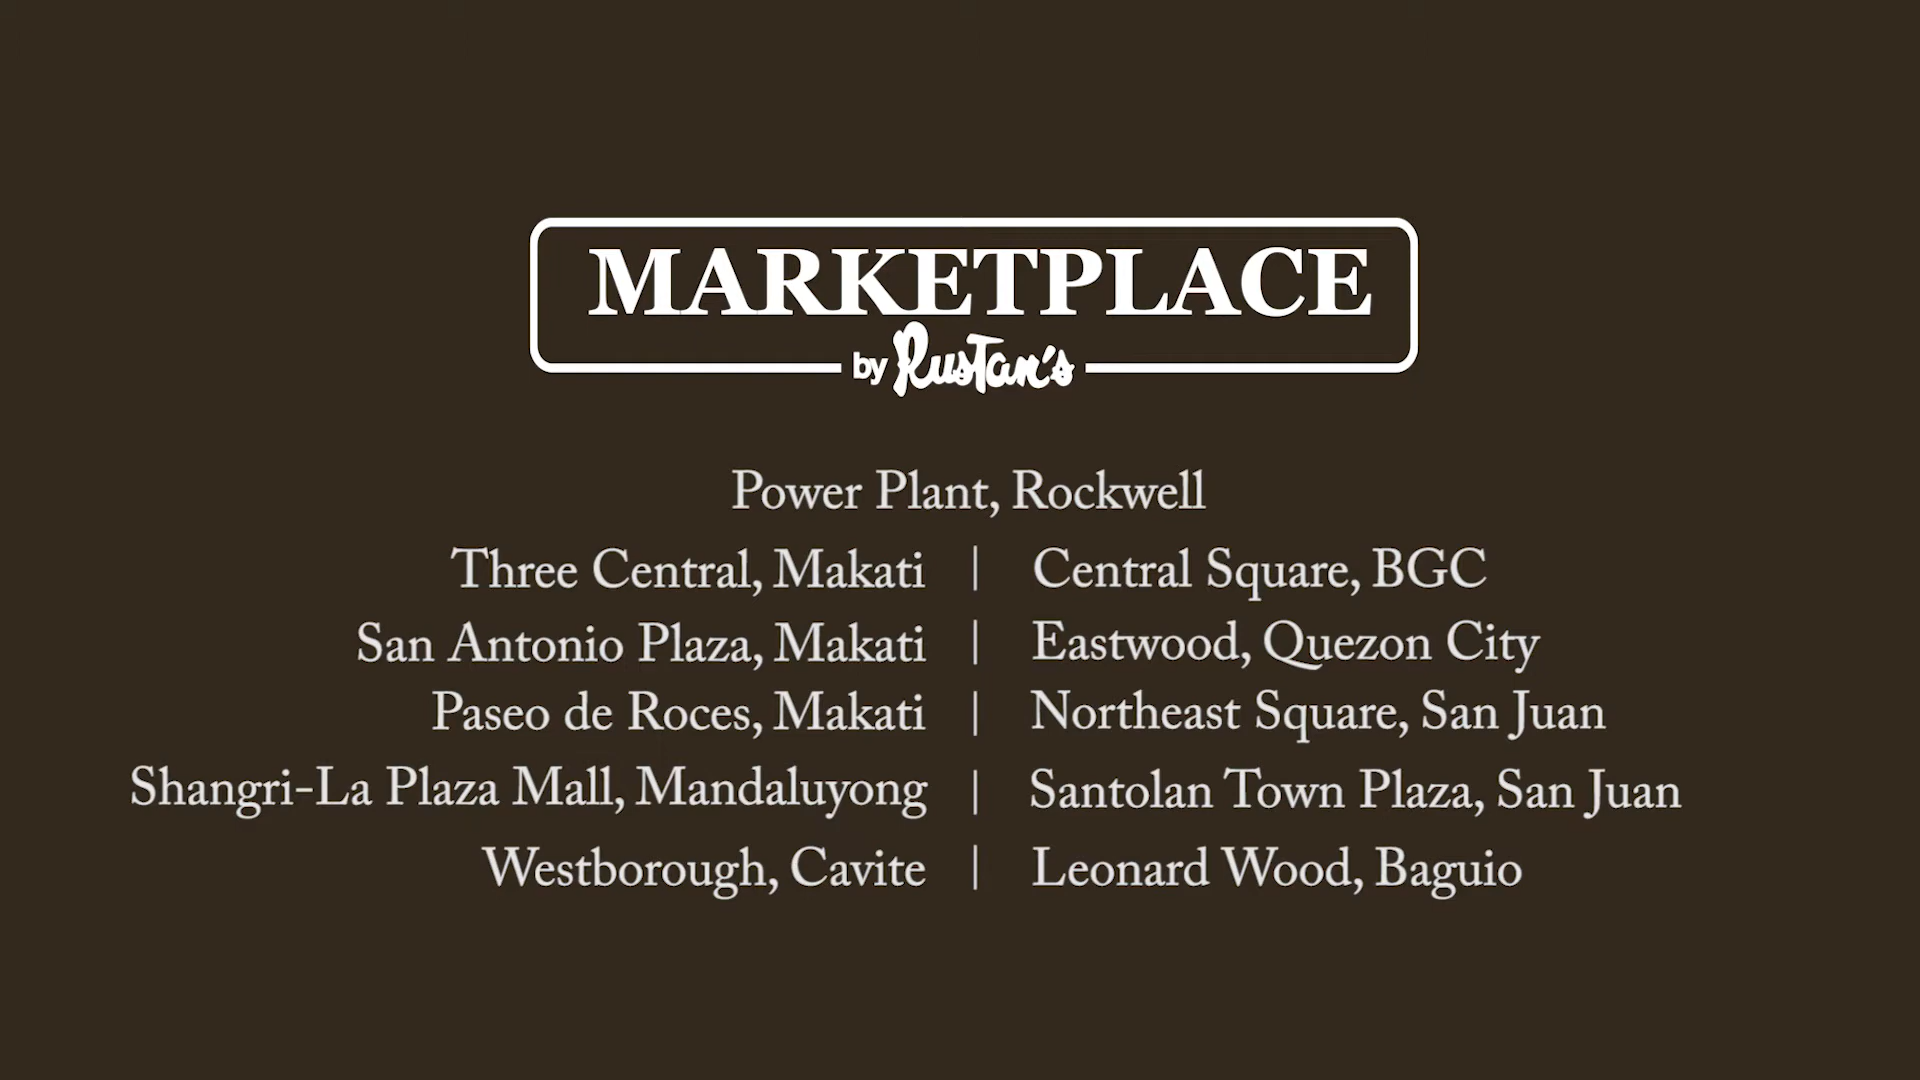 MARKETPLACE
by Rustan's
Power Plant, Rockwell
Three Central, Makati | Central Square, BGC
San Antonio Plaza, Makati | Eastwood, Quezon City
Paseo de Roces, Makati | Northeast Square, San Juan
Shangri-La Plaza Mall, Mandaluyong | Santolan Town Plaza, San Juan
Westborough, Cavite | Leonard Wood, Baguio